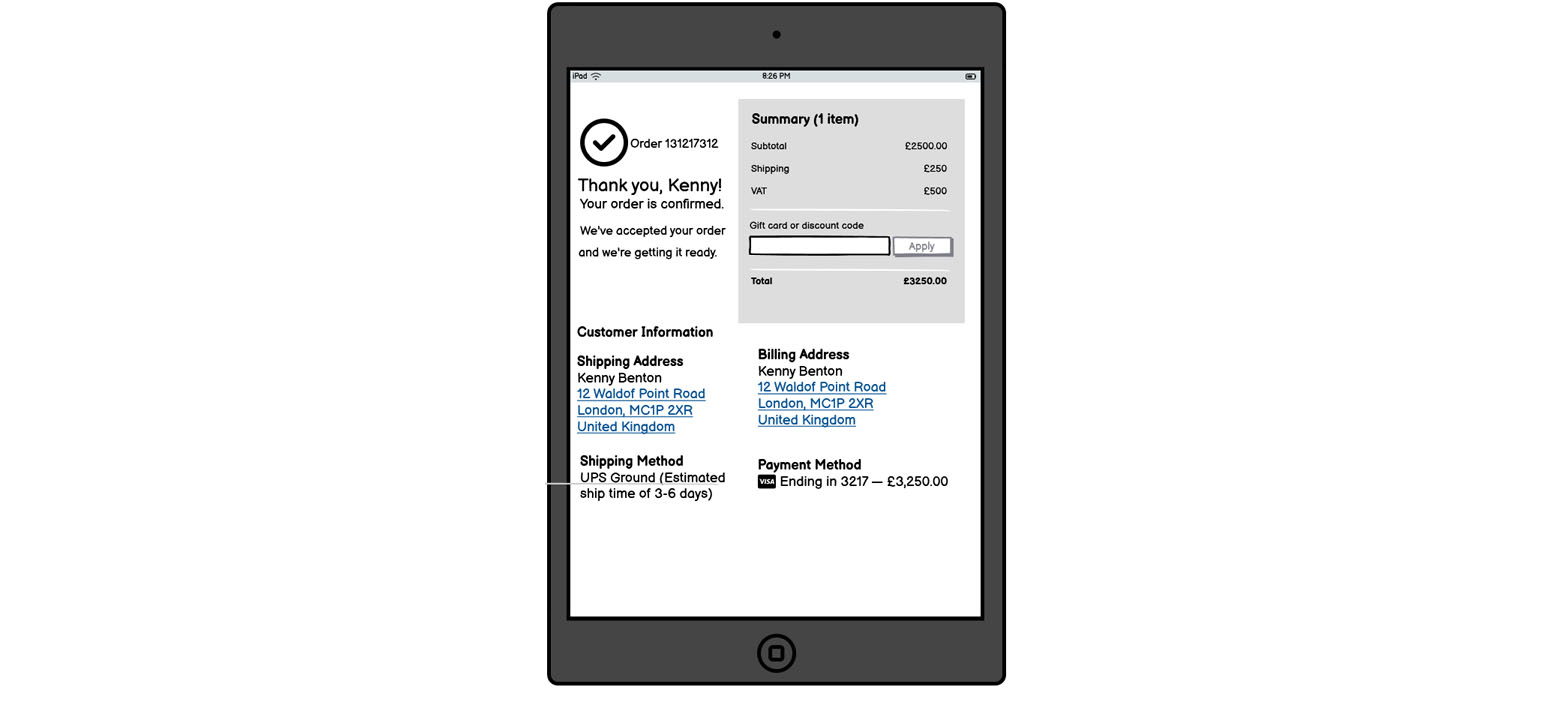 iPad
8:26 PM
Order 131217312
Thank you, Kenny!
Your order is confirmed.
We've accepted your order
and we're getting it ready.
Summary (1 item)
Subtotal £2500.00
Shipping £250
VAT £500
Gift card or discount code
Apply
Total £3250.00
Customer Information
Shipping Address
Kenny Benton
12 Waldof Point Road
London, MC1P 2XR
United Kingdom
Billing Address
Kenny Benton
12 Waldof Point Road
London, MC1P 2XR
United Kingdom
Shipping Method
UPS Ground (Estimated
ship time of 3-6 days)
Payment Method
VISA Ending in 3217 — £3,250.00